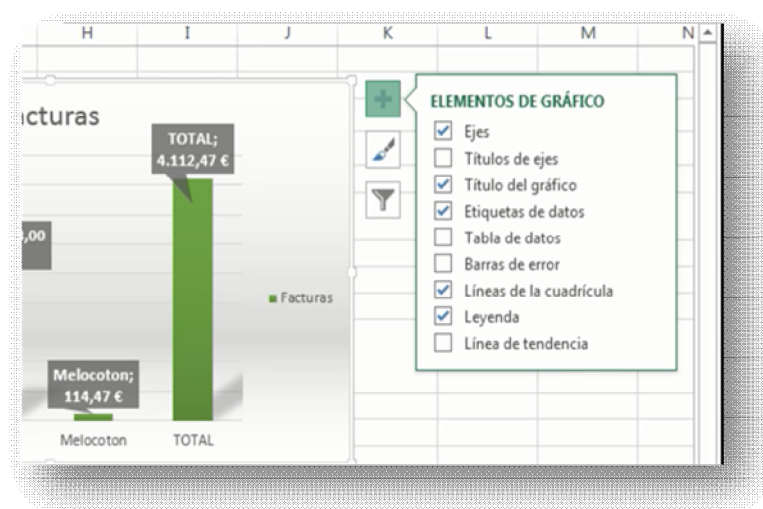 H I J K L M N
cturas
TOTAL;
4.112,47 €
,00
Facturas
Melocoton;
114,47 €
Melocoton TOTAL
ELEMENTOS DE GRÁFICO
Ejes
Títulos de ejes
Título del gráfico
Etiquetas de datos
Tabla de datos
Barras de error
Líneas de la cuadrícula
Leyenda
Línea de tendencia